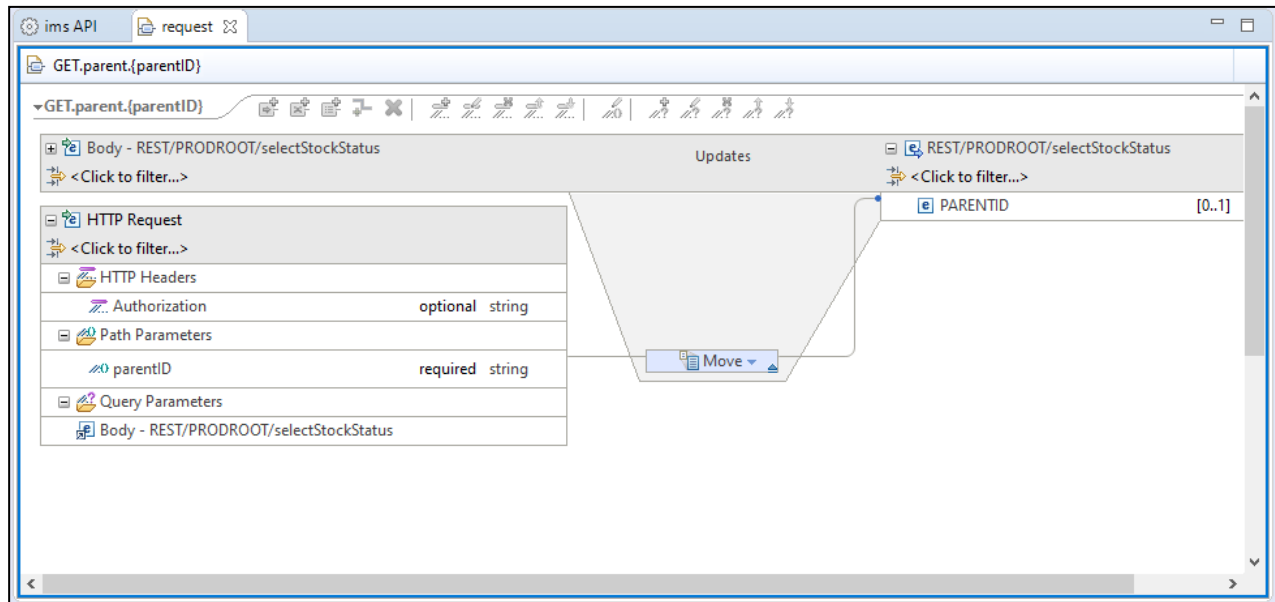 ims API
request
GET.parent.{parentID}
GET.parent.{parentID}
Body - REST/PRODROOT/selectStockStatus
<Click to filter...>
Updates
REST/PRODROOT/selectStockStatus
<Click to filter...>
PARENTID [0..1]
HTTP Request
<Click to filter...>
HTTP Headers
Authorization optional string
Path Parameters
parentID required string
Move
Query Parameters
Body - REST/PRODROOT/selectStockStatus